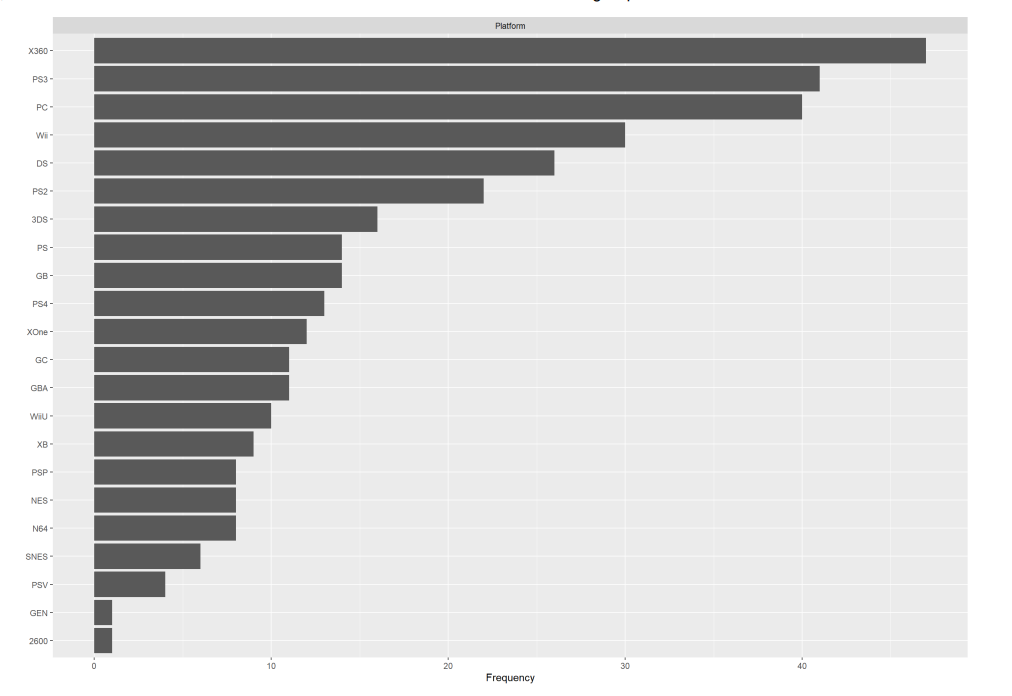 Platform
X360
PS3
PC
Wii
DS
PS2
3DS
PS
GB
PS4
XOne
GC
GBA
WiiU
XB
PSP
NES
N64
SNES
PSV
GEN
2600
0 10 20 30 40
Frequency